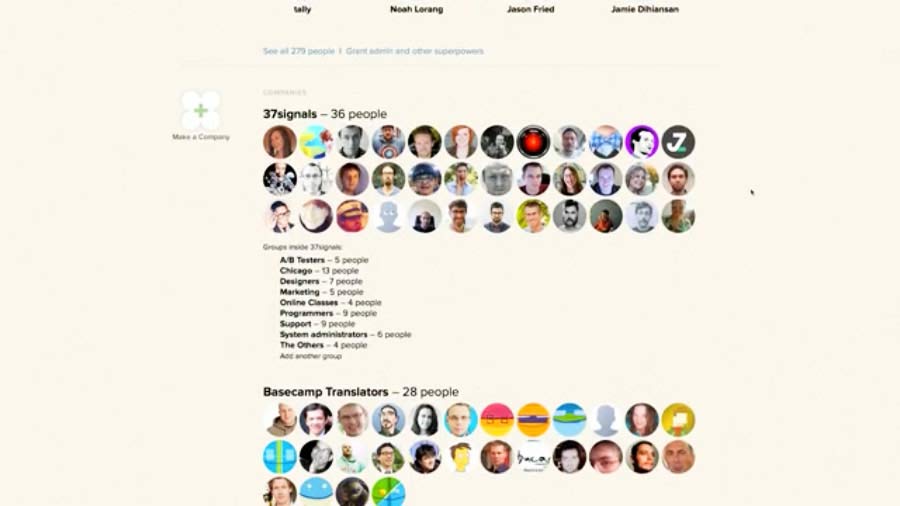 tally Noah Lorang Jason Fried Jamie Dihiansan
See all 279 people | Grant admin and other superpowers
COMPANIES
Make a Company
37signals – 36 people
Groups inside 37signals:
A/B Testers – 5 people
Chicago – 13 people
Designers – 7 people
Marketing – 5 people
Online Classes – 4 people
Programmers – 9 people
Support – 9 people
System administrators – 6 people
The Others – 4 people
Add another group
Basecamp Translators – 28 people